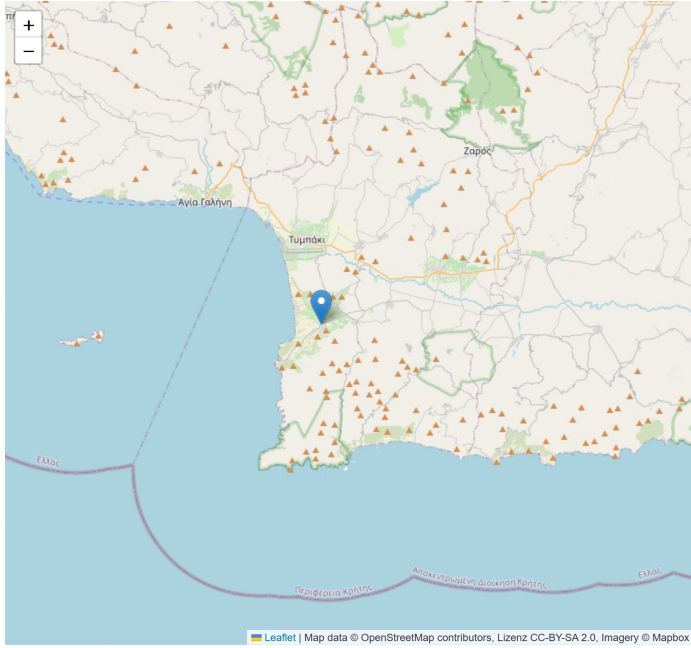 +
−
Ζαρός
Αγία Γαλήνη
Τυμπάκι
Ελλάς
Περιφέρεια Κρήτης
Αποκεντρωμένη Διοίκηση Κρήτης
Ελλάς
Leaflet | Map data © OpenStreetMap contributors, Lizenz CC-BY-SA 2.0, Imagery © Mapbox